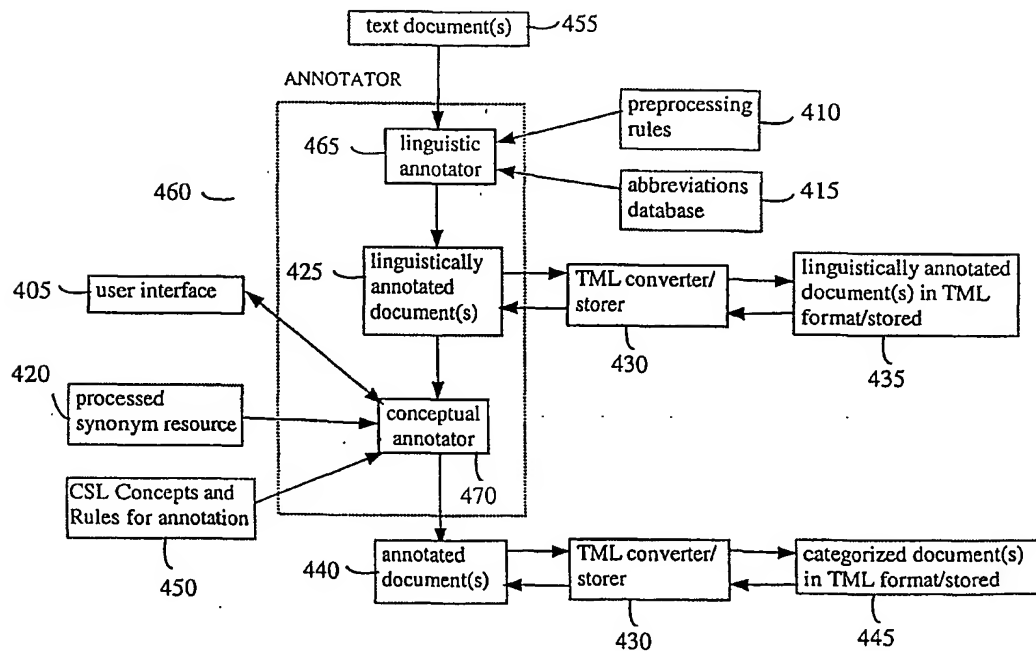 text document(s)
455
ANNOTATOR
preprocessing
rules
410
465
linguistic
annotator
460
abbreviations
database
415
425
linguistically
annotated
document(s)
TML converter/
storer
430
linguistically annotated
document(s) in TML
format/stored
435
405
user interface
420
processed
synonym resource
conceptual
annotator
470
CSL Concepts and
Rules for annotation
450
440
annotated
document(s)
TML converter/
storer
430
categorized document(s)
in TML format/stored
445